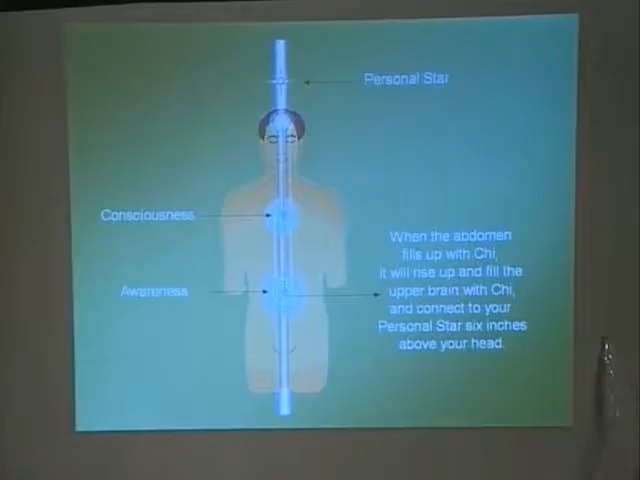 Personal Star
Consciousness
Awareness
When the abdomen
fills up with Chi,
it will rise up and fill the
upper brain with Chi,
and connect to your
Personal Star six inches
above your head.